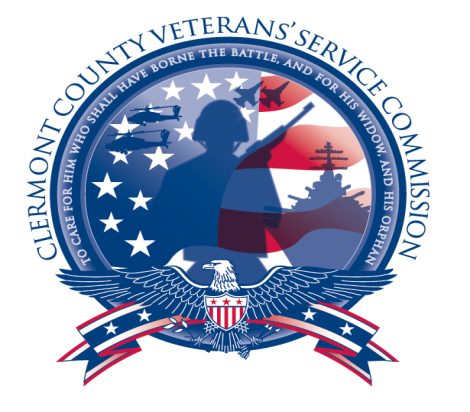 CLERMONT COUNTY VETERANS' SERVICE COMMISSION
TO CARE FOR HIM WHO SHALL HAVE BORNE THE BATTLE, AND FOR HIS WIDOW, AND HIS ORPHAN